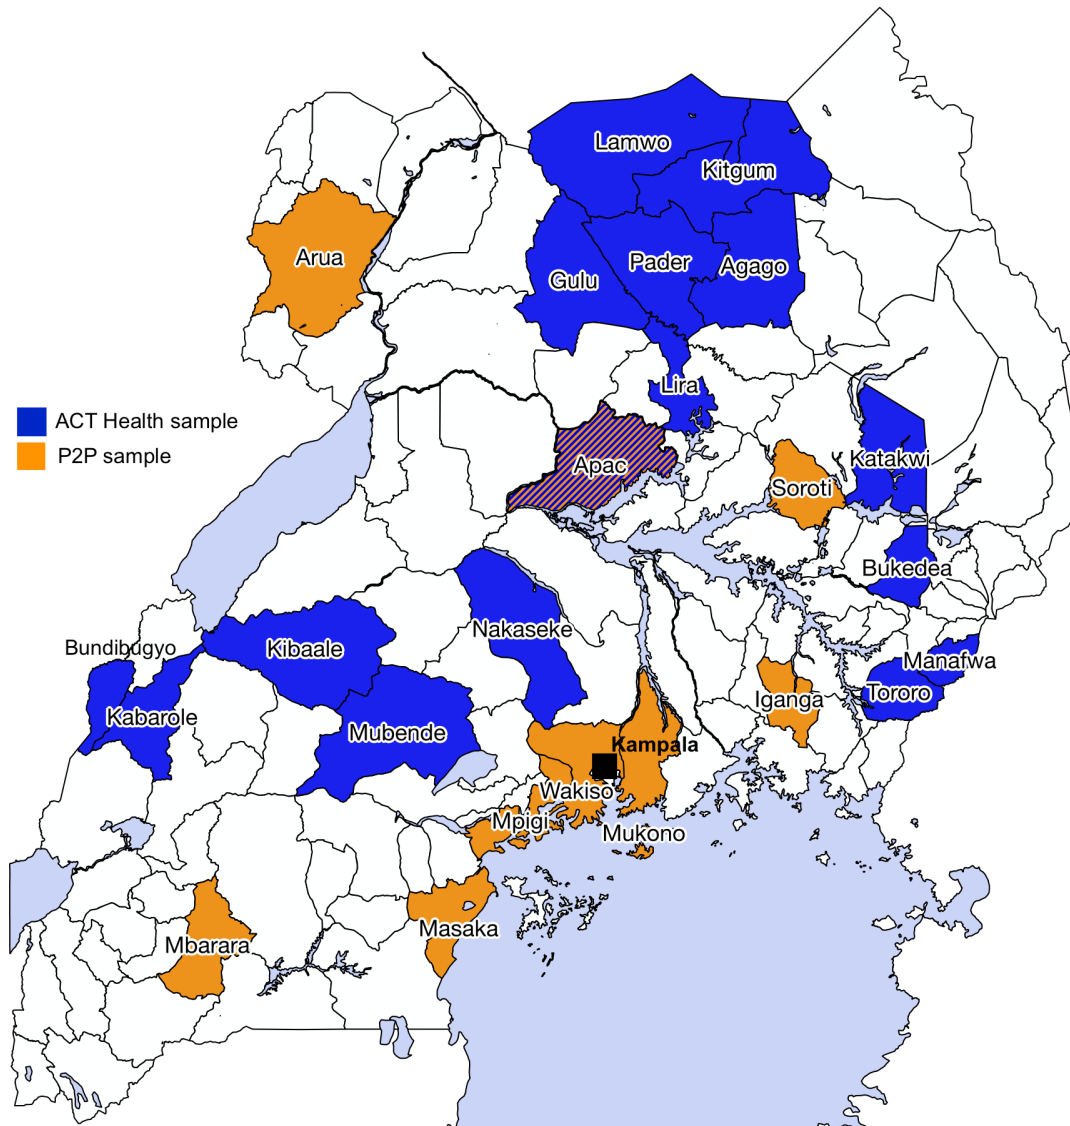 Lamwo
Kitgum
Arua
Pader
Agago
Gulu
Lira
ACT Health sample
P2P sample
Katakwi
Apac
Soroti
Bukedea
Nakaseke
Bundibugyo
Kibaale
Manafwa
Tororo
Iganga
Kabarole
Mubende
Kampala
Wakiso
Mpigi
Mukono
Masaka
Mbarara